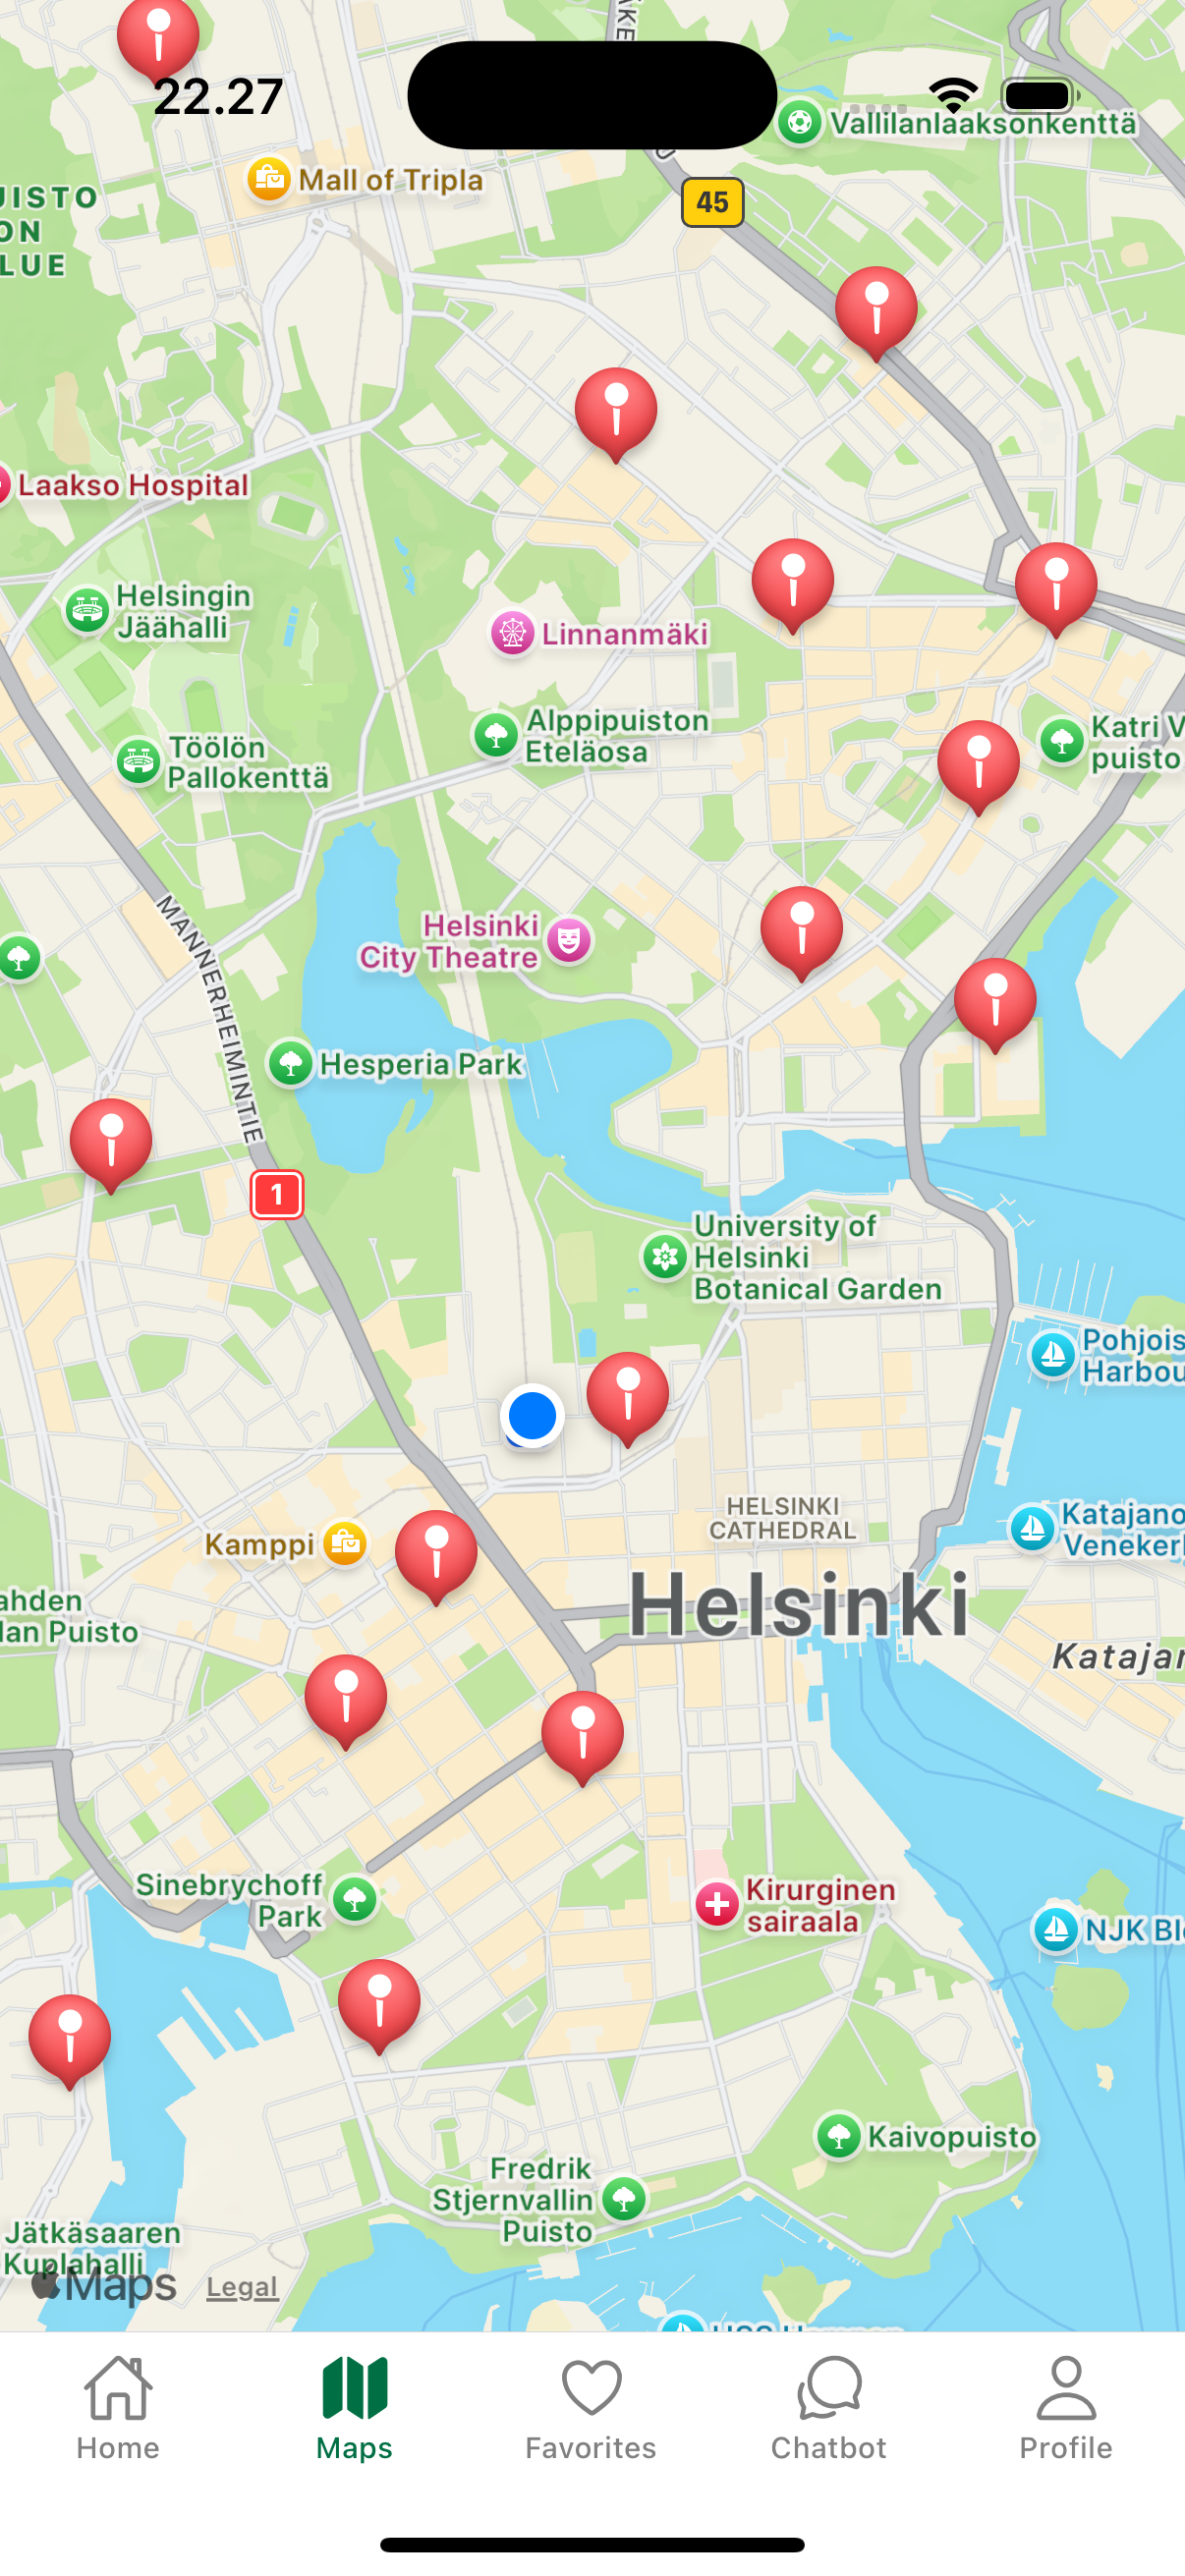 22.27
Vallilanlaaksonkenttä
Mall of Tripla
45
Laakso Hospital
Helsingin
Jäähalli
Linnanmäki
Alppipuiston
Eteläosa
Töölön
Pallokenttä
Katri V
puisto
MANNERHEIMINTIE
Helsinki
City Theatre
Hesperia Park
1
University of
Helsinki
Botanical Garden
Pohjois
Harbou
HELSINKI
CATHEDRAL
Katajano
Veneker
Kamppi
Helsinki
ahden
lan Puisto
Katajan
Sinebrychoff
Park
Kirurginen
sairaala
NJK Bl
Kaivopuisto
Fredrik
Stjernvallin
Puisto
Jätkäsaaren
Kuplahalli
Maps
Legal
Home
Maps
Favorites
Chatbot
Profile